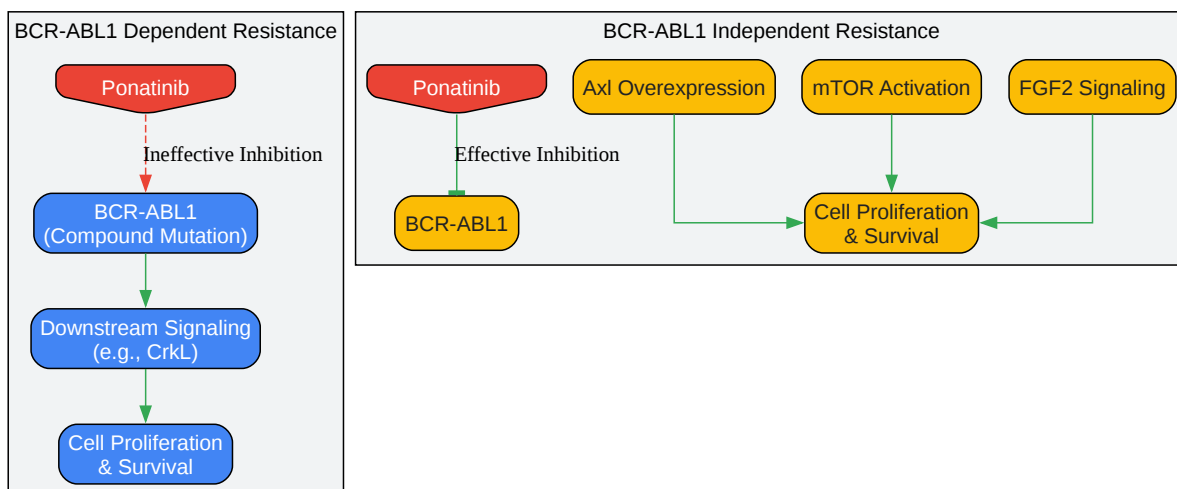 BCR-ABL1 Dependent Resistance
Ponatinib
Ineffective Inhibition
BCR-ABL1
(Compound Mutation)
Downstream Signaling
(e.g., CrkL)
Cell Proliferation
& Survival
BCR-ABL1 Independent Resistance
Ponatinib
Axl Overexpression
mTOR Activation
FGF2 Signaling
Effective Inhibition
BCR-ABL1
Cell Proliferation
& Survival